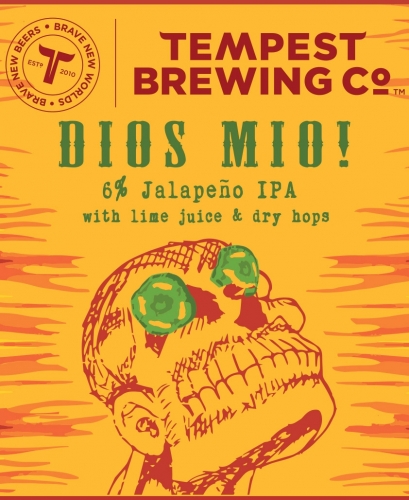 BRAVE NEW BEERS • BRAVE NEW WORLDS •
ESTD 2010
TEMPEST
BREWING Co
TM
DIOS MIO!
6% Jalapeño IPA
with lime juice & dry hops